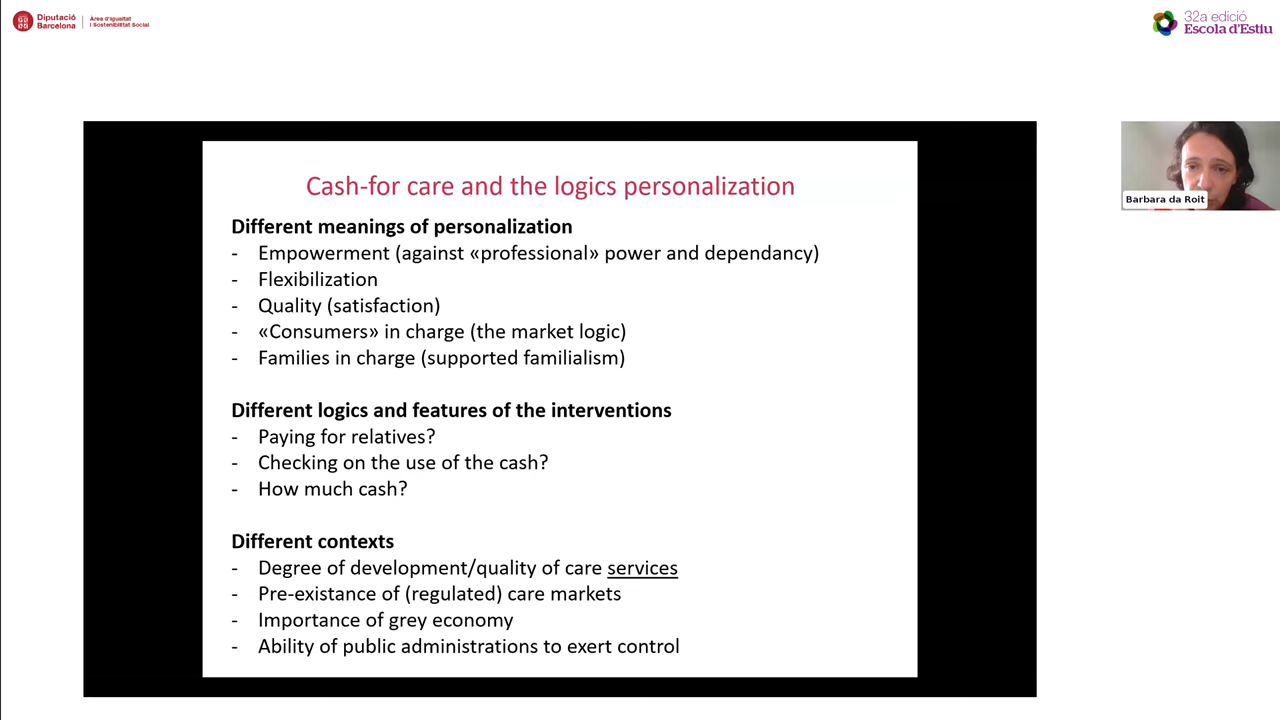 Diputació
Barcelona
Àrea d'Igualtat
i Sostenibilitat Social
32a edició
Escola d'Estiu
Cash-for care and the logics personalization
Different meanings of personalization
- Empowerment (against «professional» power and dependancy)
- Flexibilization
- Quality (satisfaction)
- «Consumers» in charge (the market logic)
- Families in charge (supported familialism)
Different logics and features of the interventions
- Paying for relatives?
- Checking on the use of the cash?
- How much cash?
Different contexts
- Degree of development/quality of care services
- Pre-existance of (regulated) care markets
- Importance of grey economy
- Ability of public administrations to exert control
Barbara da Roit